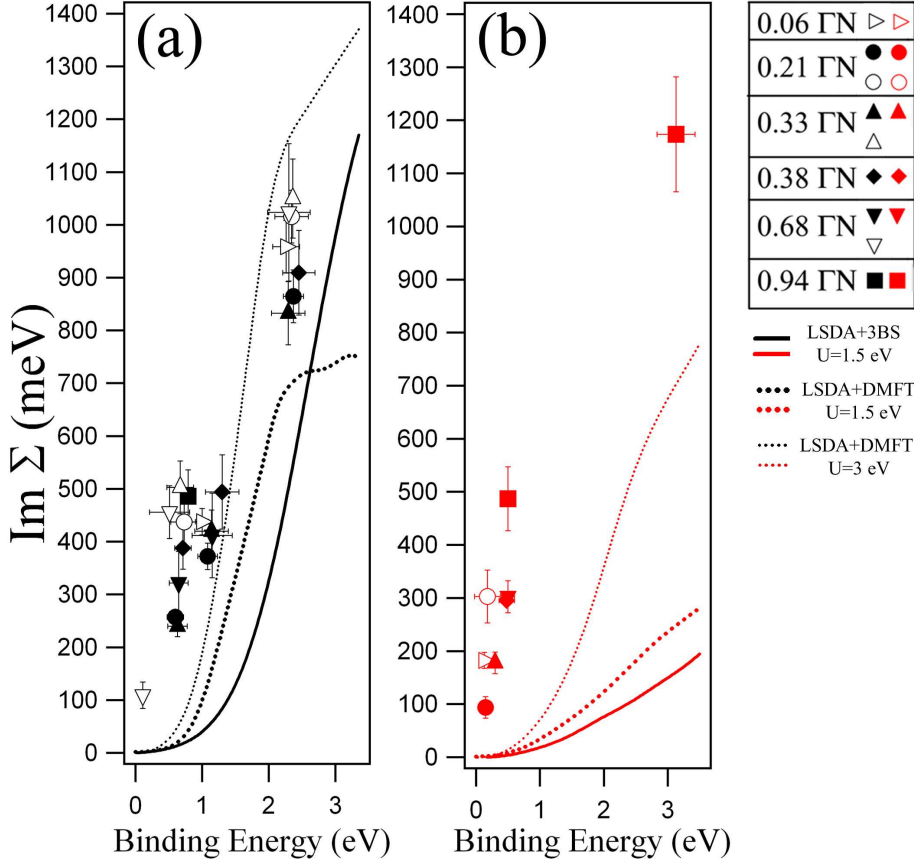 (a)
(b)
Im Σ (meV)
1400
1300
1200
1100
1000
900
800
700
600
500
400
300
200
100
0
0 1 2 3
Binding Energy (eV)
1400
1300
1200
1100
1000
900
800
700
600
500
400
300
200
100
0
0 1 2 3
Binding Energy (eV)
0.06 ΓN
0.21 ΓN
0.33 ΓN
0.38 ΓN
0.68 ΓN
0.94 ΓN
LSDA+3BS
U=1.5 eV
LSDA+DMFT
U=1.5 eV
LSDA+DMFT
U=3 eV